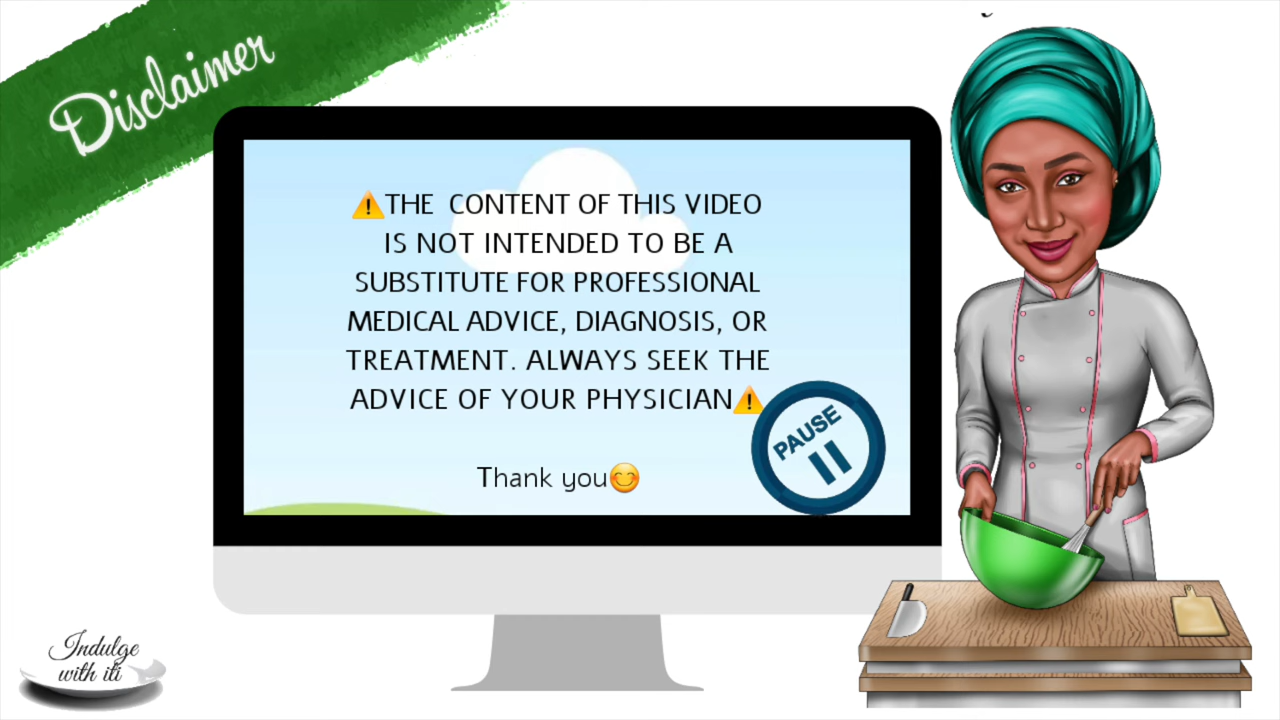 Disclaimer
⚠️THE CONTENT OF THIS VIDEO
IS NOT INTENDED TO BE A
SUBSTITUTE FOR PROFESSIONAL
MEDICAL ADVICE, DIAGNOSIS, OR
TREATMENT. ALWAYS SEEK THE
ADVICE OF YOUR PHYSICIAN⚠️
PAUSE
Thank you😊
Indulge
with iti